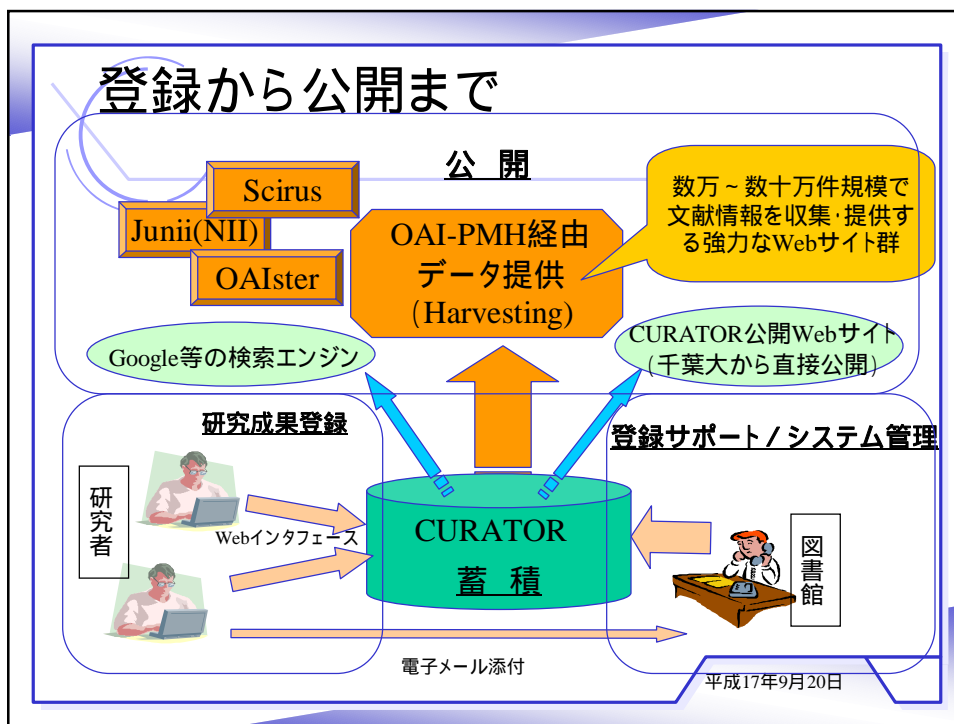 登録から公開まで
公 開
Scirus
Junii(NII)
OAIster
OAI-PMH経由
データ提供
(Harvesting)
数万～数十万件規模で
文献情報を収集・提供す
る強力なWebサイト群
Google等の検索エンジン
CURATOR公開Webサイト
(千葉大から直接公開)
研究成果登録
登録サポート/システム管理
研究者
Webインタフェース
CURATOR
蓄 積
図書館
電子メール添付
平成17年9月20日